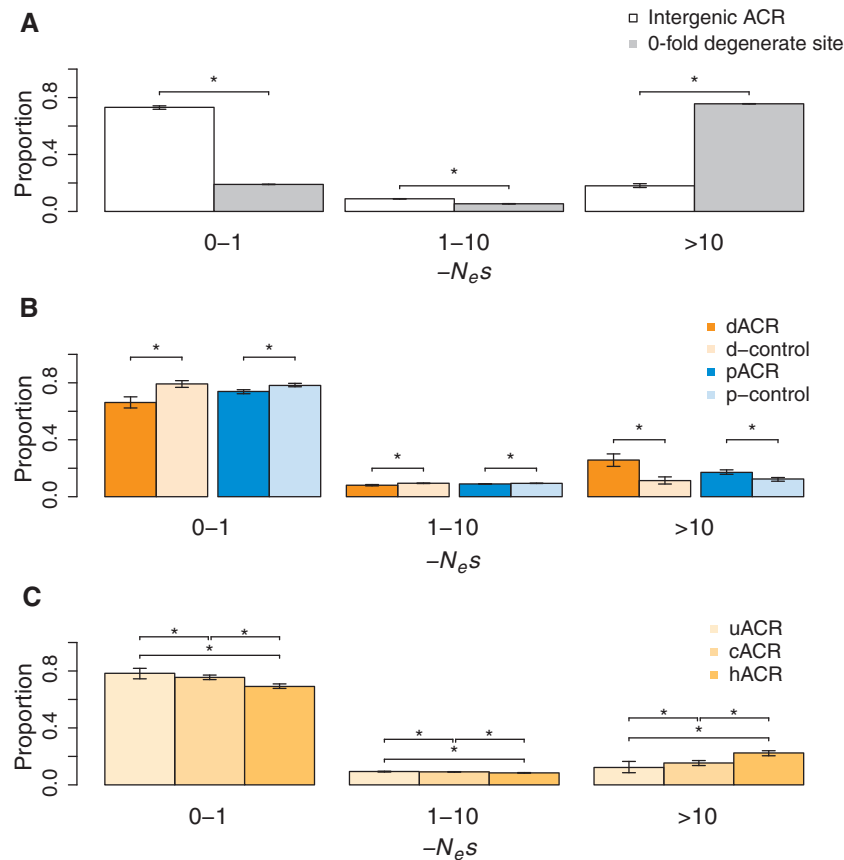 A
Intergenic ACR
0-fold degenerate site
Proportion
0.0 0.4 0.8
* * *
0–1 1–10 >10
–Nes
B
dACR
d−control
pACR
p−control
Proportion
0.0 0.4 0.8
* * * * * *
0–1 1–10 >10
–Nes
C
uACR
cACR
hACR
Proportion
0.0 0.4 0.8
* * * * * *
* * *
0–1 1–10 >10
–Nes